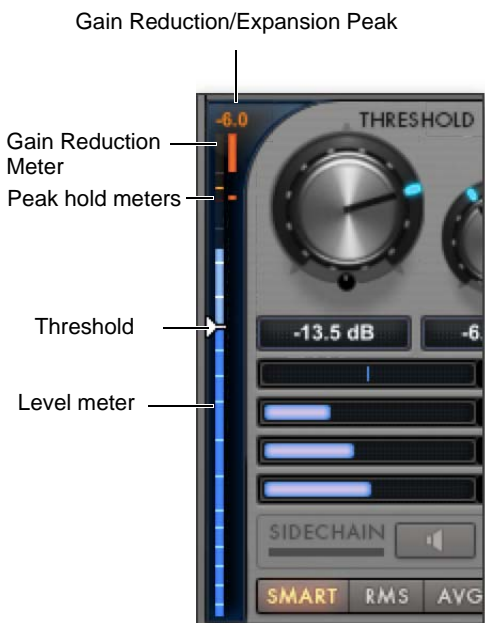 Gain Reduction/Expansion Peak
-6.0
THRESHOLD
Gain Reduction
Meter
Peak hold meters
Threshold
-13.5 dB
-6.
Level meter
SIDECHAIN
SMART RMS AVG